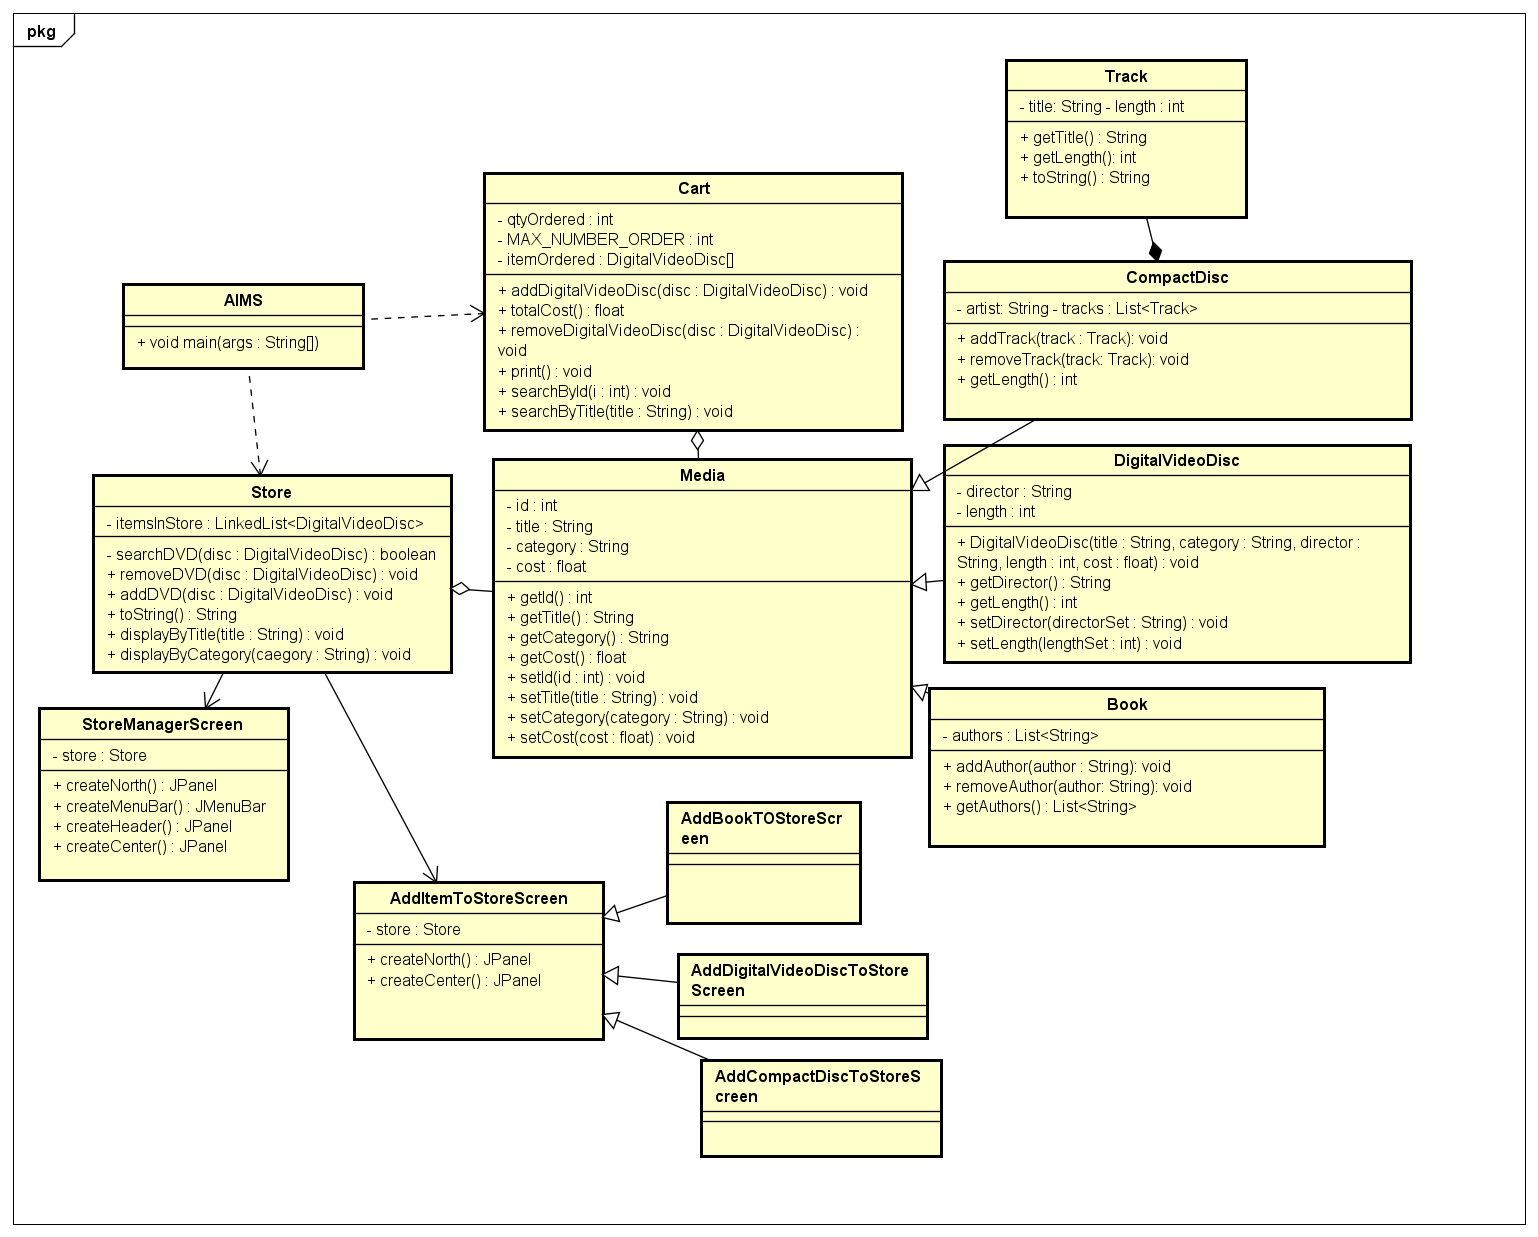 pkg
Track
- title: String - length : int
+ getTitle() : String
+ getLength(): int
+ toString() : String
Cart
- qtyOrdered : int
- MAX_NUMBER_ORDER : int
- itemOrdered : DigitalVideoDisc[]
+ addDigitalVideoDisc(disc : DigitalVideoDisc) : void
+ totalCost() : float
+ removeDigitalVideoDisc(disc : DigitalVideoDisc) :
void
+ print() : void
+ searchById(i : int) : void
+ searchByTitle(title : String) : void
AIMS
+ void main(args : String[])
CompactDisc
- artist: String - tracks : List<Track>
+ addTrack(track : Track): void
+ removeTrack(track: Track): void
+ getLength() : int
Store
- itemsInStore : LinkedList<DigitalVideoDisc>
- searchDVD(disc : DigitalVideoDisc) : boolean
+ removeDVD(disc : DigitalVideoDisc) : void
+ addDVD(disc : DigitalVideoDisc) : void
+ toString() : String
+ displayByTitle(title : String) : void
+ displayByCategory(caegory : String) : void
Media
- id : int
- title : String
- category : String
- cost : float
+ getId() : int
+ getTitle() : String
+ getCategory() : String
+ getCost() : float
+ setId(id : int) : void
+ setTitle(title : String) : void
+ setCategory(category : String) : void
+ setCost(cost : float) : void
DigitalVideoDisc
- director : String
- length : int
+ DigitalVideoDisc(title : String, category : String, director :
String, length : int, cost : float) : void
+ getDirector() : String
+ getLength() : int
+ setDirector(directorSet : String) : void
+ setLength(lengthSet : int) : void
Book
- authors : List<String>
+ addAuthor(author : String): void
+ removeAuthor(author: String): void
+ getAuthors() : List<String>
StoreManagerScreen
- store : Store
+ createNorth() : JPanel
+ createMenuBar() : JMenuBar
+ createHeader() : JPanel
+ createCenter() : JPanel
AddItemToStoreScreen
- store : Store
+ createNorth() : JPanel
+ createCenter() : JPanel
AddBookTOStoreScr
een
AddDigitalVideoDiscToStore
Screen
AddCompactDiscToStoreS
creen